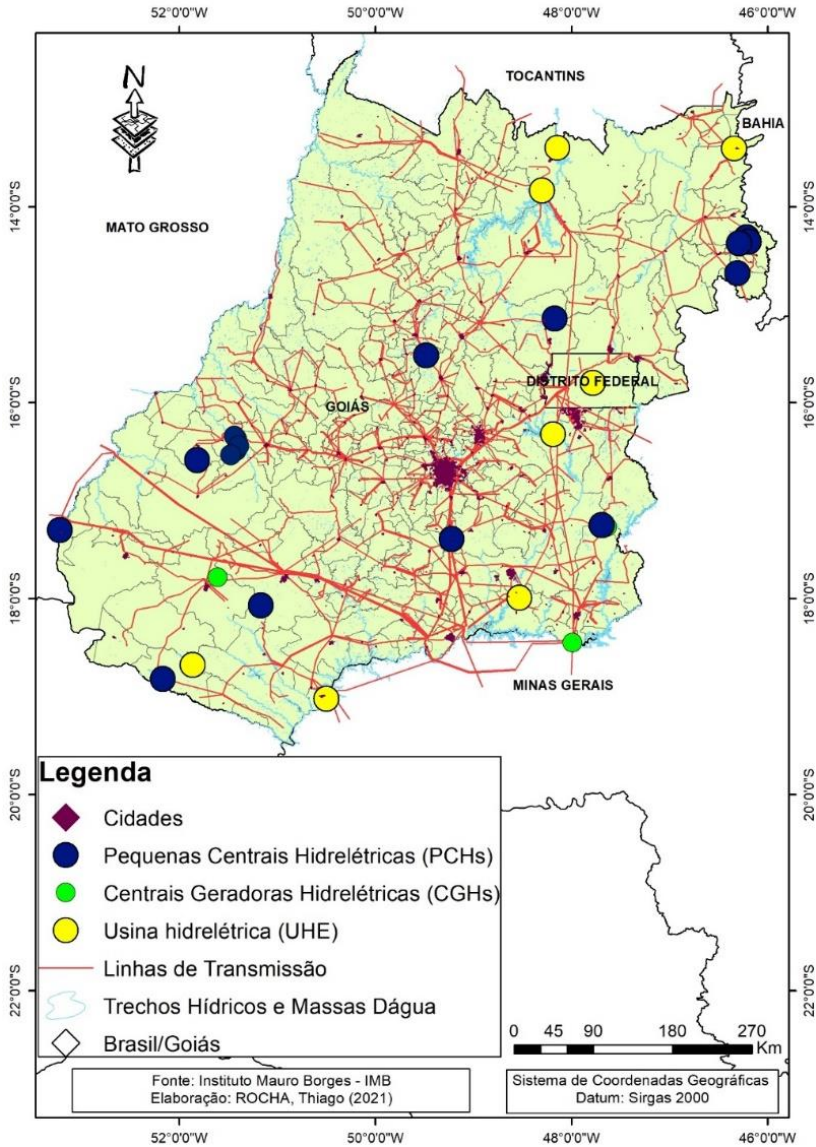 52°0'0"W 50°0'0"W 48°0'0"W 46°0'0"W
N
TOCANTINS
BAHIA
14°0'0"S
14°0'0"S
MATO GROSSO
DISTRITO FEDERAL
16°0'0"S
GOIÁS
16°0'0"S
18°0'0"S
18°0'0"S
MINAS GERAIS
Legenda
20°0'0"S
20°0'0"S
Cidades
Pequenas Centrais Hidrelétricas (PCHs)
Centrais Geradoras Hidrelétricas (CGHs)
Usina hidrelétrica (UHE)
Linhas de Transmissão
22°0'0"S
22°0'0"S
Trechos Hídricos e Massas Dágua
Brasil/Goiás
0 45 90 180 270
Km
Fonte: Instituto Mauro Borges - IMB
Elaboração: ROCHA, Thiago (2021)
Sistema de Coordenadas Geográficas
Datum: Sirgas 2000
52°0'0"W 50°0'0"W 48°0'0"W 46°0'0"W